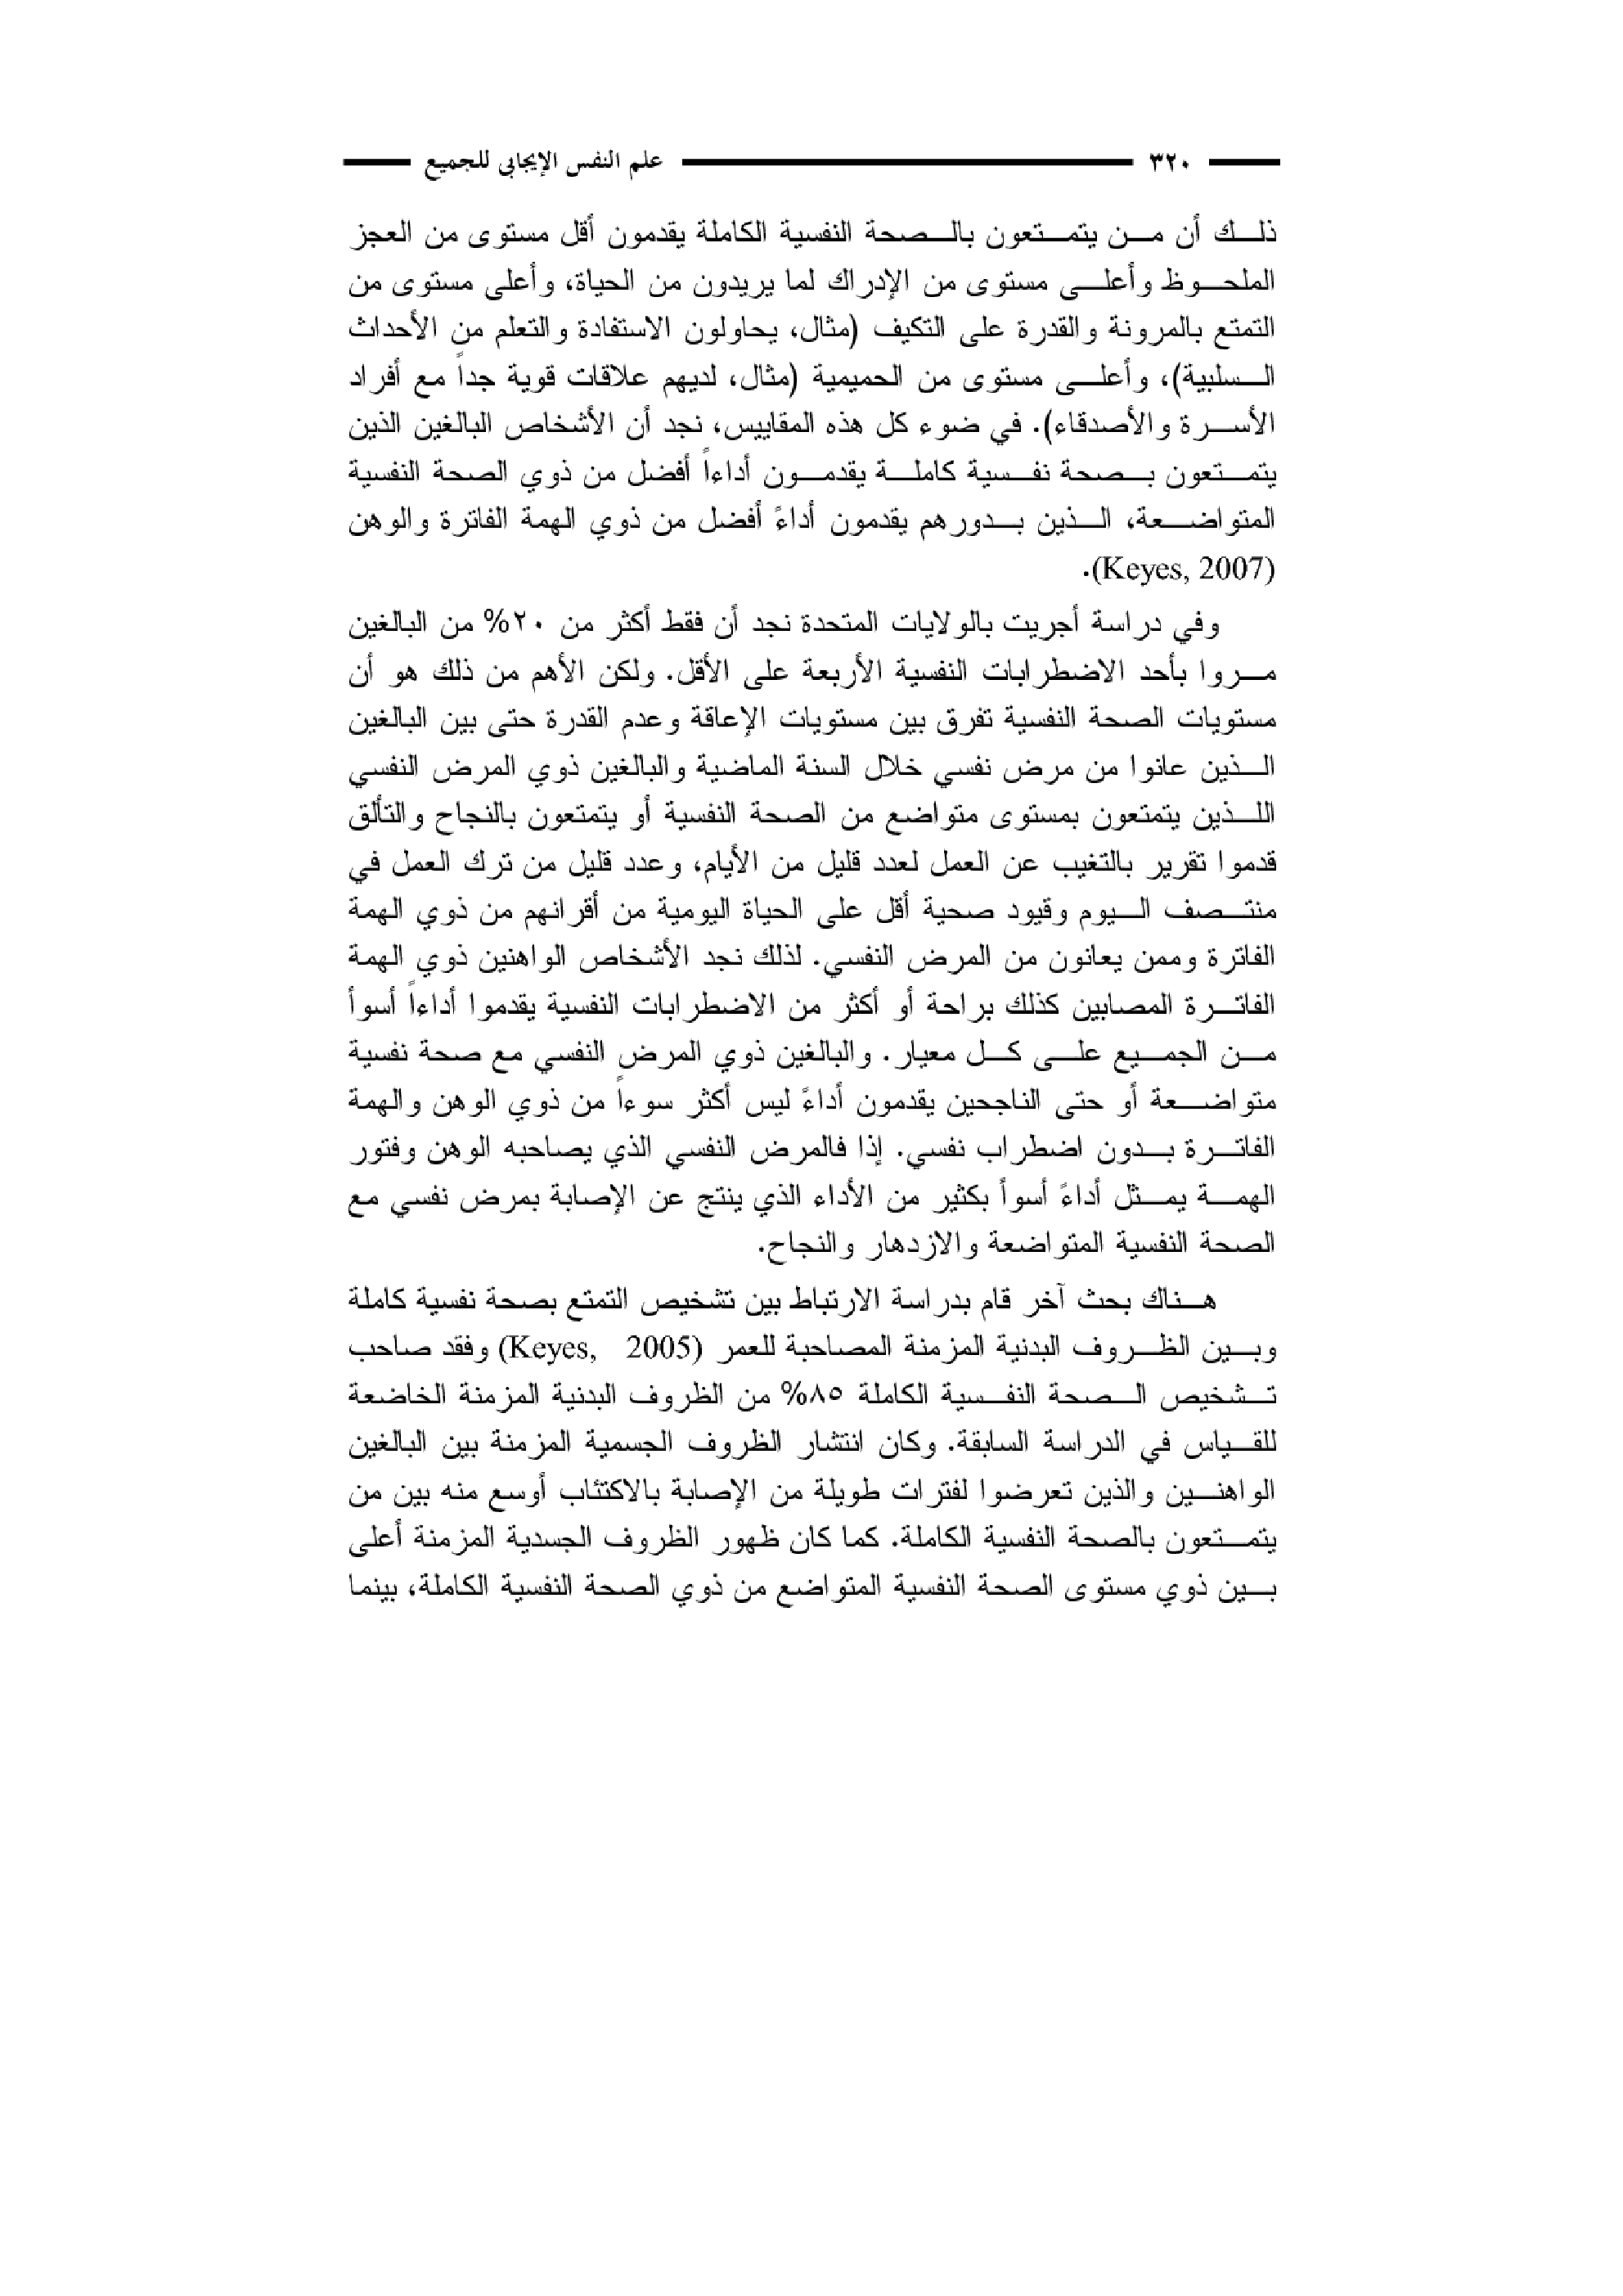 ٣٢٠ علم النفس الإيجابي للجميع
ذلك أن من يتمتعون بالصحة النفسية الكاملة يقدمون أقل مستوى من العجز
الملحوظ وأعلى مستوى من الإدراك لما يريدون من الحياة، وأعلى مستوى من
التمتع بالمرونة والقدرة على التكيف (مثال، يحاولون الاستفادة والتعلم من الأحداث
السلبية)، وأعلى مستوى من الحميمية (مثال، لديهم علاقات قوية جداً مع أفراد
الأسرة والأصدقاء). في ضوء كل هذه المقاييس، نجد أن الأشخاص البالغين الذين
يتمتعون بصحة نفسية كاملة يقدمون أداءاً أفضل من ذوي الصحة النفسية
المتواضعة، الذين بدورهم يقدمون أداءً أفضل من ذوي الهمة الفاترة والوهن
(Keyes, 2007).
وفي دراسة أجريت بالولايات المتحدة نجد أن فقط أكثر من ٢٠% من البالغين
مروا بأحد الاضطرابات النفسية الأربعة على الأقل. ولكن الأهم من ذلك هو أن
مستويات الصحة النفسية تفرق بين مستويات الإعاقة وعدم القدرة حتى بين البالغين
الذين عانوا من مرض نفسي خلال السنة الماضية والبالغين ذوي المرض النفسي
اللذين يتمتعون بمستوى متواضع من الصحة النفسية أو يتمتعون بالنجاح والتألق
قدموا تقرير بالتغيب عن العمل لعدد قليل من الأيام، وعدد قليل من ترك العمل في
منتصف اليوم وقيود صحية أقل على الحياة اليومية من أقرانهم من ذوي الهمة
الفاترة وممن يعانون من المرض النفسي. لذلك نجد الأشخاص الواهنين ذوي الهمة
الفاترة المصابين كذلك براحة أو أكثر من الاضطرابات النفسية يقدموا أداءاً أسوأ
من الجميع على كل معيار. والبالغين ذوي المرض النفسي مع صحة نفسية
متواضعة أو حتى الناجحين يقدمون أداءً ليس أكثر سوءاً من ذوي الوهن والهمة
الفاترة بدون اضطراب نفسي. إذا فالمرض النفسي الذي يصاحبه الوهن وفتور
الهمة يمثل أداءً أسوأ بكثير من الأداء الذي ينتج عن الإصابة بمرض نفسي مع
الصحة النفسية المتواضعة والازدهار والنجاح.
هناك بحث آخر قام بدراسة الارتباط بين تشخيص التمتع بصحة نفسية كاملة
وبين الظروف البدنية المزمنة المصاحبة للعمر (Keyes, 2005) وفقد صاحب
تشخيص الصحة النفسية الكاملة ٨٥% من الظروف البدنية المزمنة الخاضعة
للقياس في الدراسة السابقة. وكان انتشار الظروف الجسمية المزمنة بين البالغين
الواهنين والذين تعرضوا لفترات طويلة من الإصابة بالاكتئاب أوسع منه بين من
يتمتعون بالصحة النفسية الكاملة. كما كان ظهور الظروف الجسدية المزمنة أعلى
بين ذوي مستوى الصحة النفسية المتواضع من ذوي الصحة النفسية الكاملة، بينما